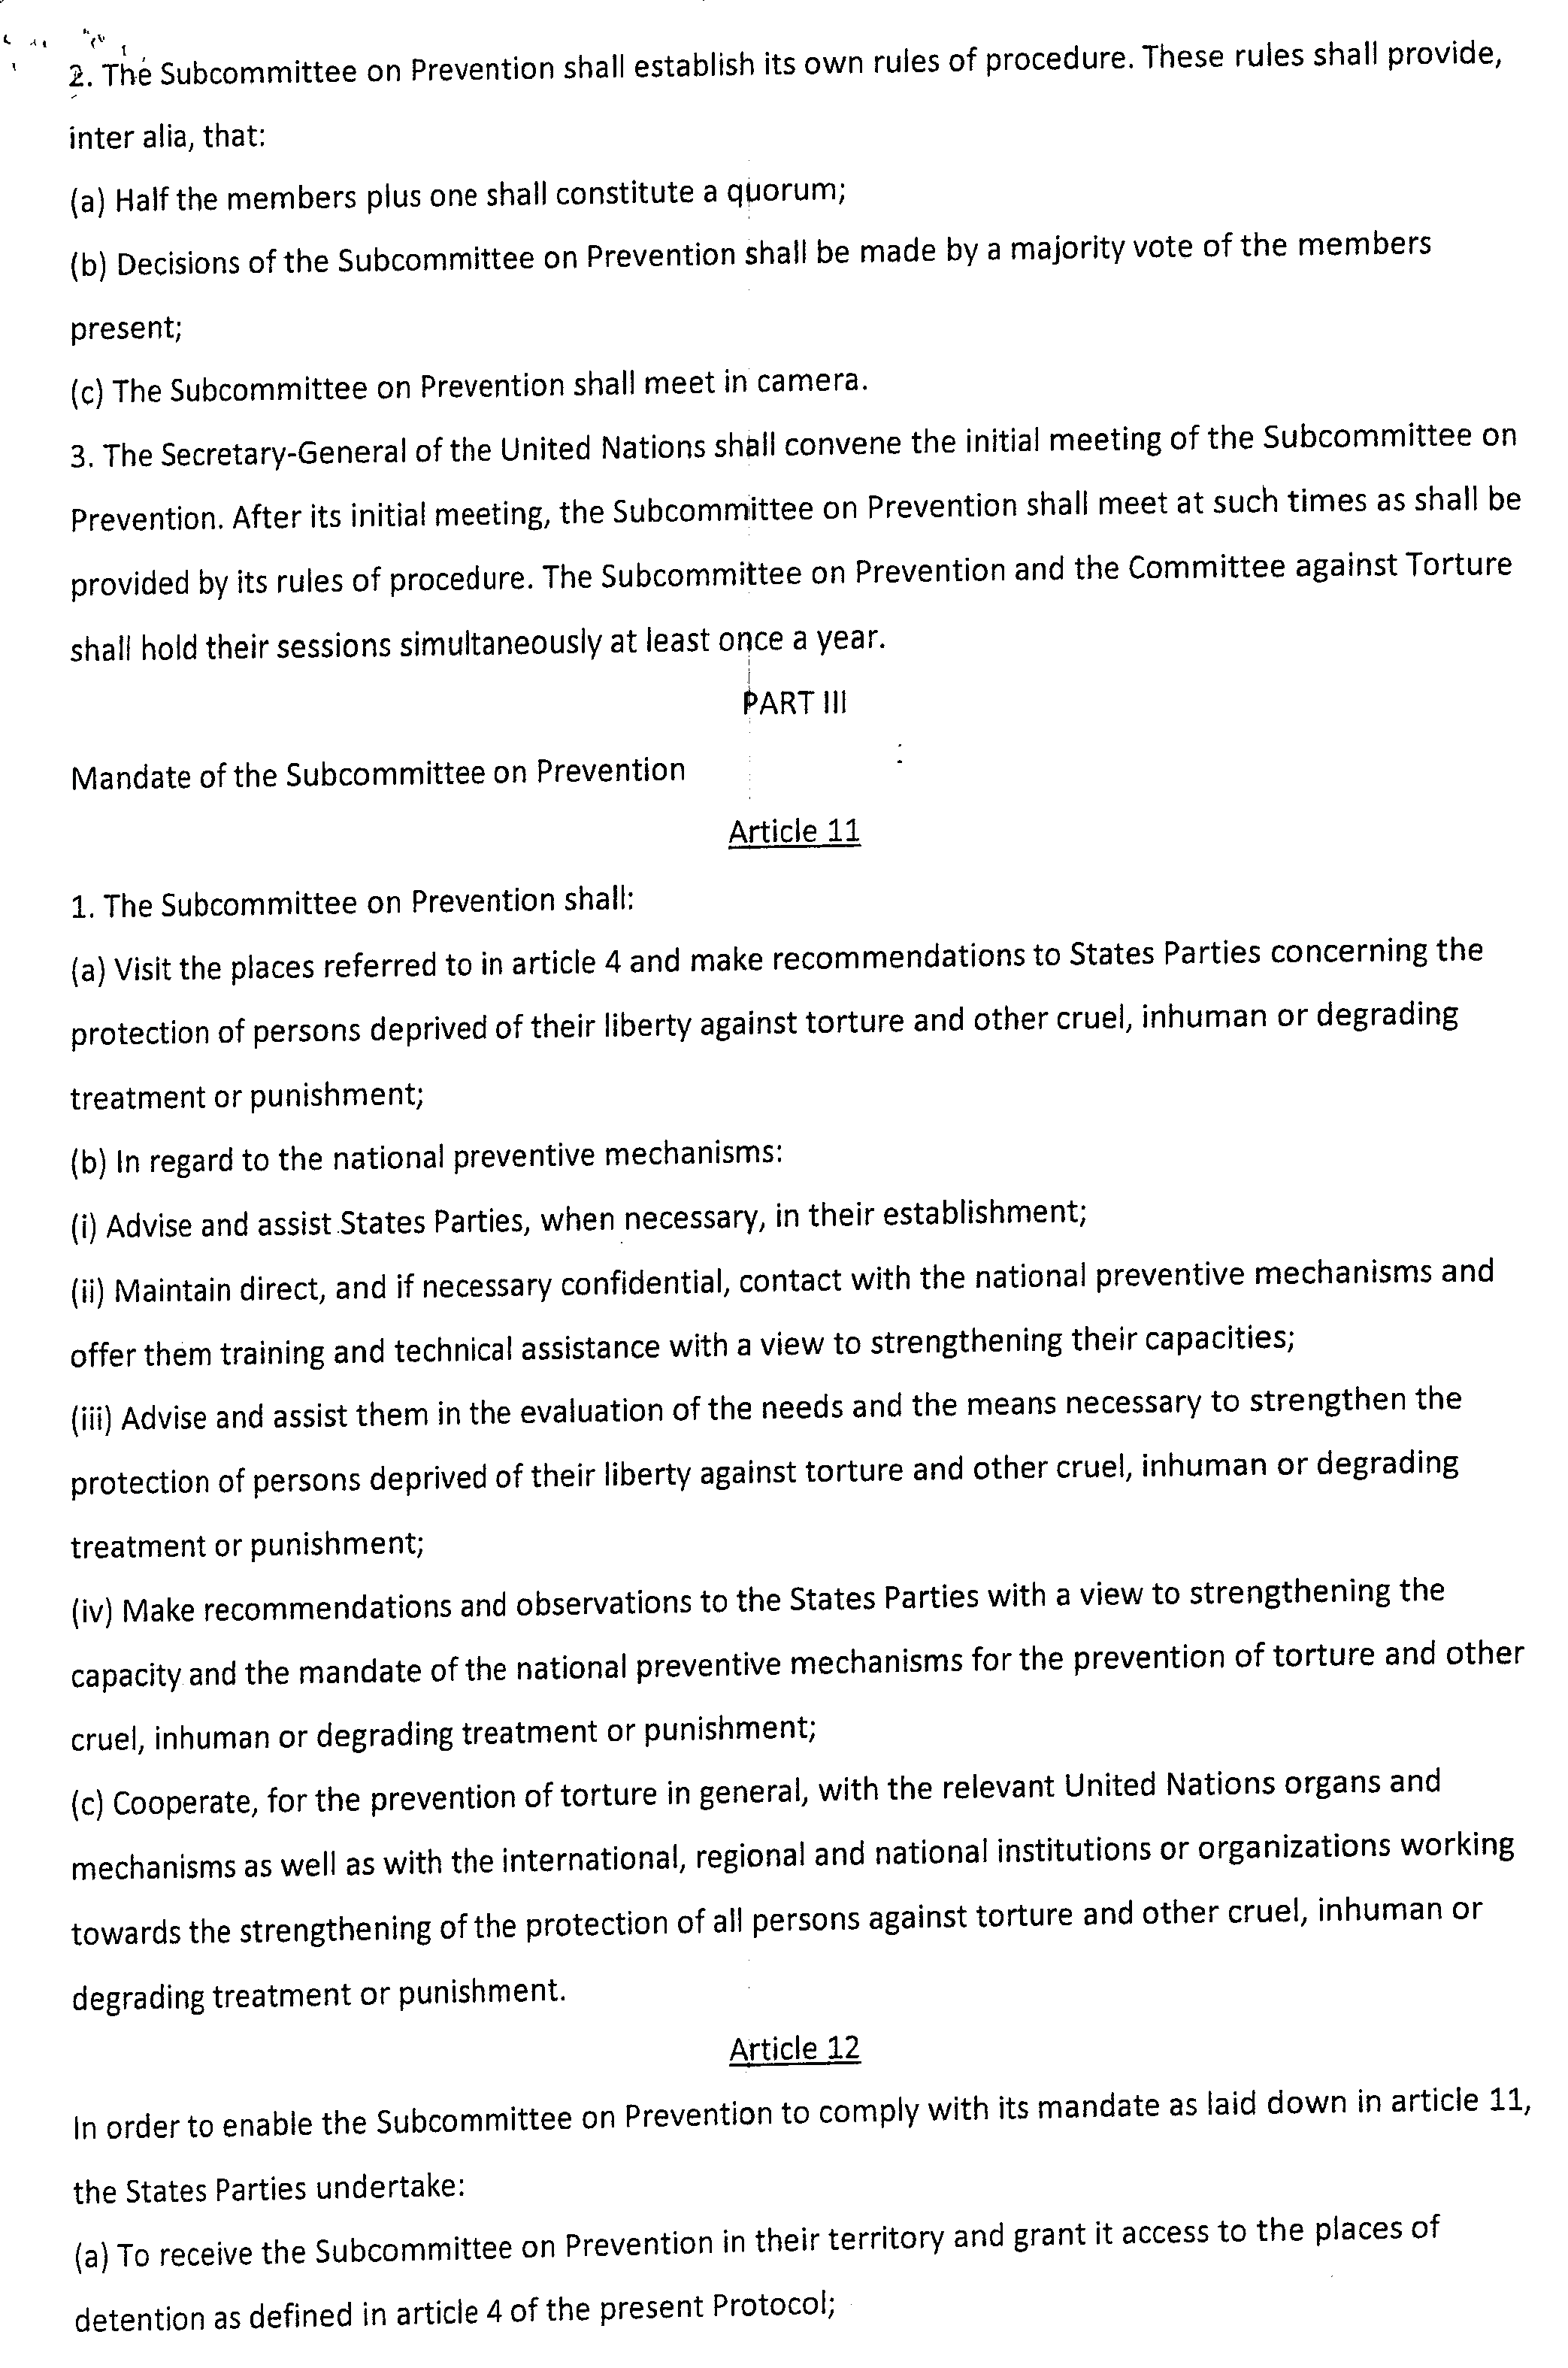 2. The Subcommittee on Prevention shall establish its own rules of procedure. These rules shall provide,
inter alia, that:
(a) Half the members plus one shall constitute a quorum;
(b) Decisions of the Subcommittee on Prevention shall be made by a majority vote of the members
present;
(c) The Subcommittee on Prevention shall meet in camera.
3. The Secretary-General of the United Nations shall convene the initial meeting of the Subcommittee on
Prevention. After its initial meeting, the Subcommittee on Prevention shall meet at such times as shall be
provided by its rules of procedure. The Subcommittee on Prevention and the Committee against Torture
shall hold their sessions simultaneously at least once a year.
PART III
Mandate of the Subcommittee on Prevention
Article 11
1. The Subcommittee on Prevention shall:
(a) Visit the places referred to in article 4 and make recommendations to States Parties concerning the
protection of persons deprived of their liberty against torture and other cruel, inhuman or degrading
treatment or punishment;
(b) In regard to the national preventive mechanisms:
(i) Advise and assist States Parties, when necessary, in their establishment;
(ii) Maintain direct, and if necessary confidential, contact with the national preventive mechanisms and
offer them training and technical assistance with a view to strengthening their capacities;
(iii) Advise and assist them in the evaluation of the needs and the means necessary to strengthen the
protection of persons deprived of their liberty against torture and other cruel, inhuman or degrading
treatment or punishment;
(iv) Make recommendations and observations to the States Parties with a view to strengthening the
capacity and the mandate of the national preventive mechanisms for the prevention of torture and other
cruel, inhuman or degrading treatment or punishment;
(c) Cooperate, for the prevention of torture in general, with the relevant United Nations organs and
mechanisms as well as with the international, regional and national institutions or organizations working
towards the strengthening of the protection of all persons against torture and other cruel, inhuman or
degrading treatment or punishment.
Article 12
In order to enable the Subcommittee on Prevention to comply with its mandate as laid down in article 11,
the States Parties undertake:
(a) To receive the Subcommittee on Prevention in their territory and grant it access to the places of
detention as defined in article 4 of the present Protocol;